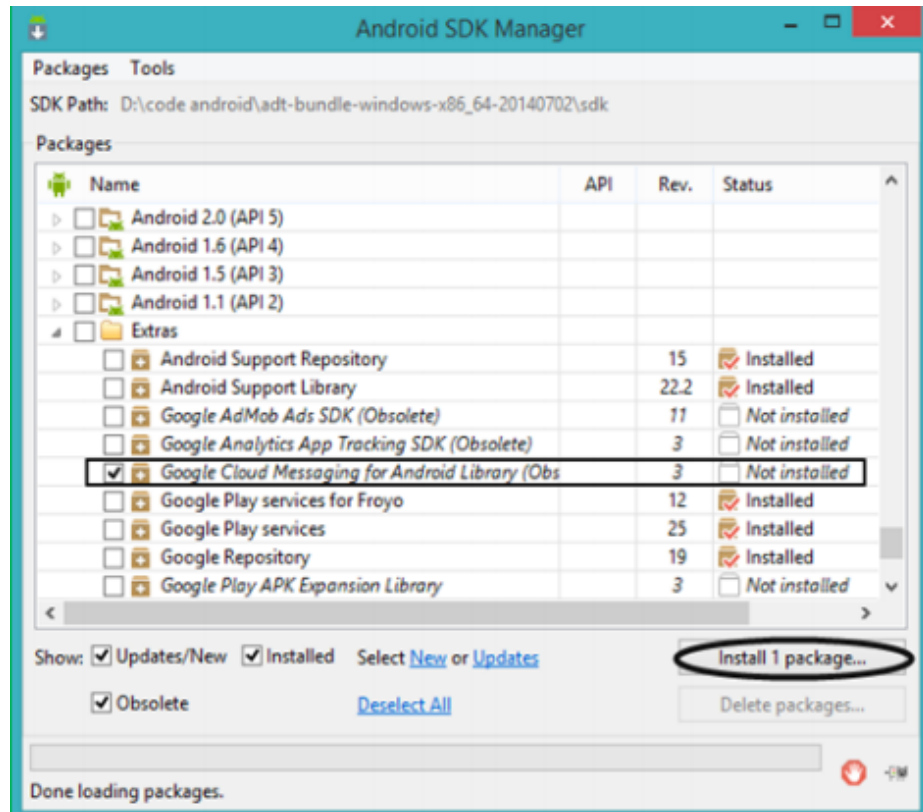 Android SDK Manager
Packages Tools
SDK Path: D:\code android\adt-bundle-windows-x86_64-20140702\sdk
Packages
Name API Rev. Status
Android 2.0 (API 5)
Android 1.6 (API 4)
Android 1.5 (API 3)
Android 1.1 (API 2)
Extras
Android Support Repository 15 Installed
Android Support Library 22.2 Installed
Google AdMob Ads SDK (Obsolete) 11 Not installed
Google Analytics App Tracking SDK (Obsolete) 3 Not installed
Google Cloud Messaging for Android Library (Obs 3 Not installed
Google Play services for Froyo 12 Installed
Google Play services 25 Installed
Google Repository 19 Installed
Google Play APK Expansion Library 3 Not installed
Show: Updates/New Installed Select New or Updates Install 1 package...
Obsolete Deselect All Delete packages...
Done loading packages.